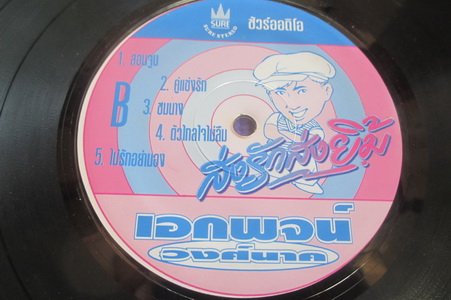 SURE
SURE STEREO
ชัวร์ออดิโอ
1. สอนจูบ
2. คู่แข่งรัก
3. ชมนาง
4. ตัวไกลใจไม่ลืม
5. ไม่รักอย่าลวง
B
ส่งรักส่งยิ้ม
เอกพจน์
วงศ์นาค